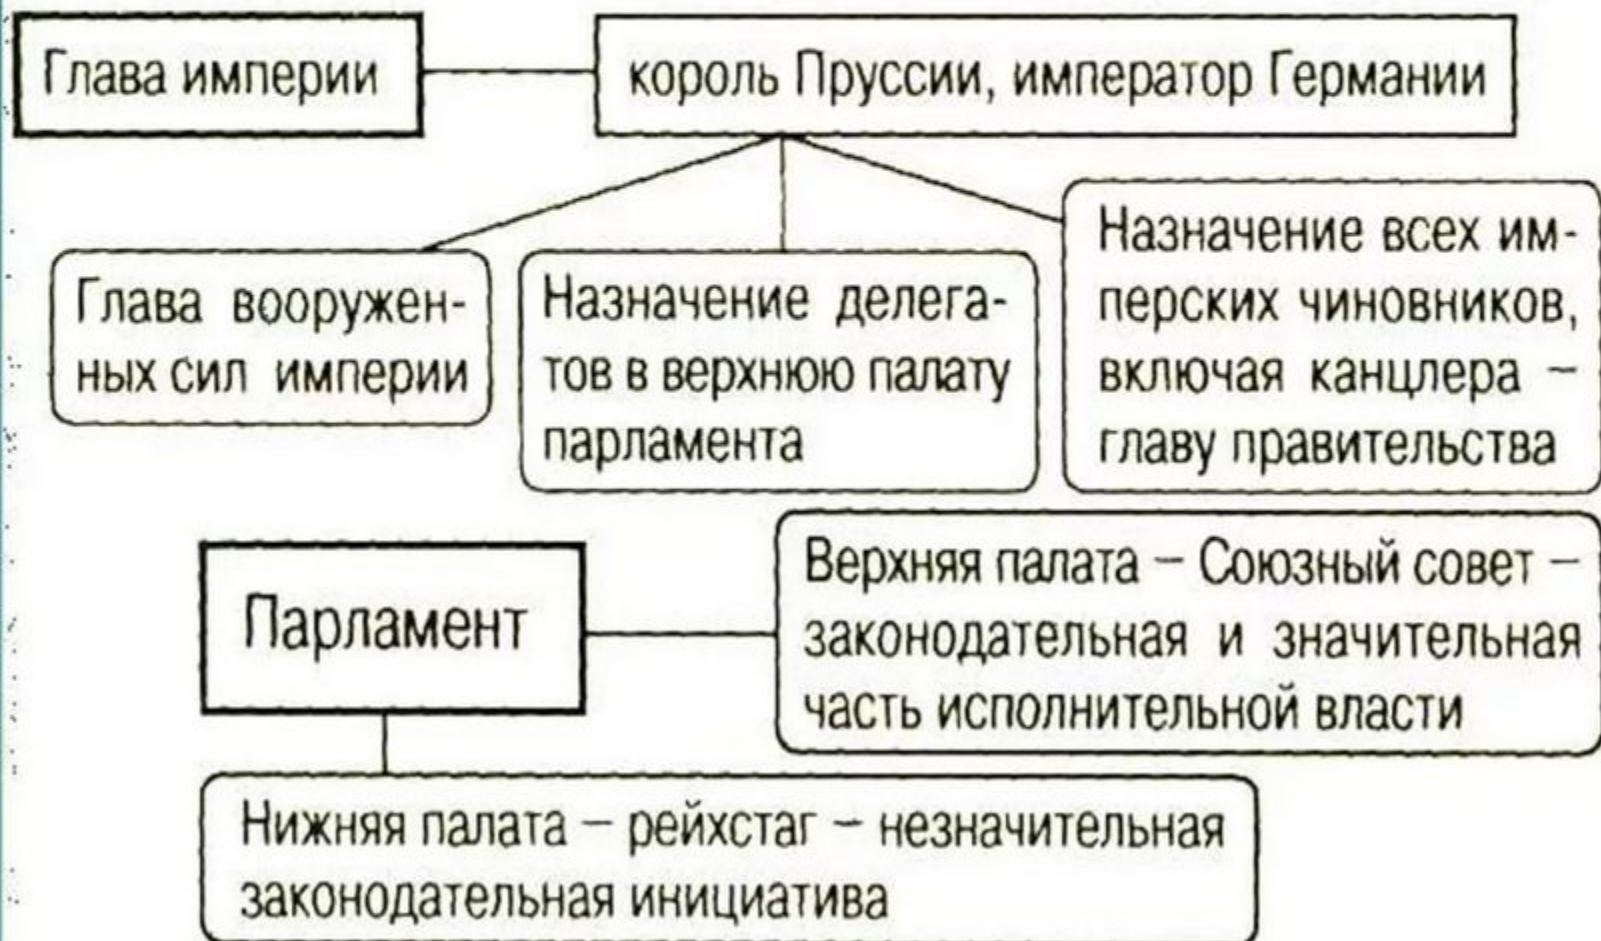 Глава империи
король Пруссии, император Германии
Глава вооружен-
ных сил империи
Назначение делега-
тов в верхнюю палату
парламента
Назначение всех им-
перских чиновников,
включая канцлера –
главу правительства
Парламент
Верхняя палата – Союзный совет –
законодательная и значительная
часть исполнительной власти
Нижняя палата – рейхстаг – незначительная
законодательная инициатива